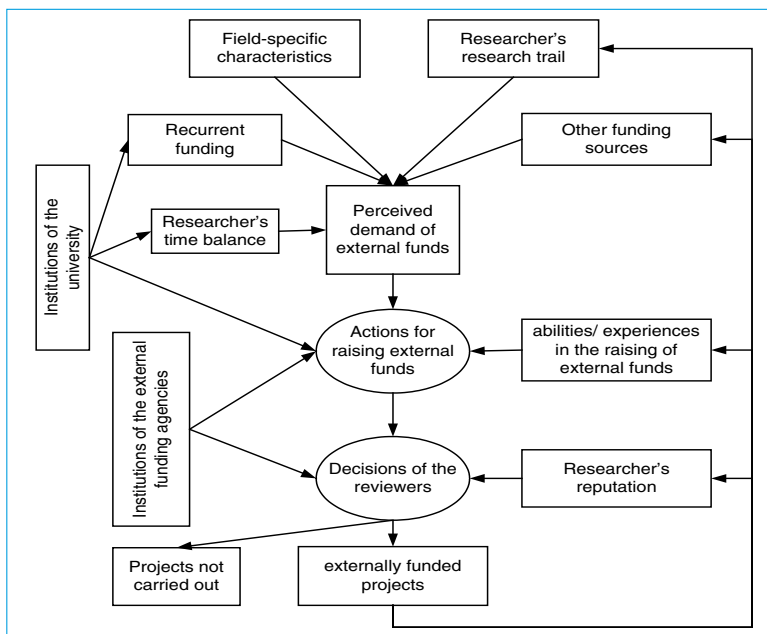 Field-specific
characteristics
Researcher's
research trail
Recurrent
funding
Other funding
sources
Institutions of the
university
Researcher's
time balance
Perceived
demand of
external funds
Actions for
raising external
funds
abilities/ experiences
in the raising of
external funds
Institutions of the external
funding agencies
Decisions of the
reviewers
Researcher's
reputation
Projects not
carried out
externally funded
projects